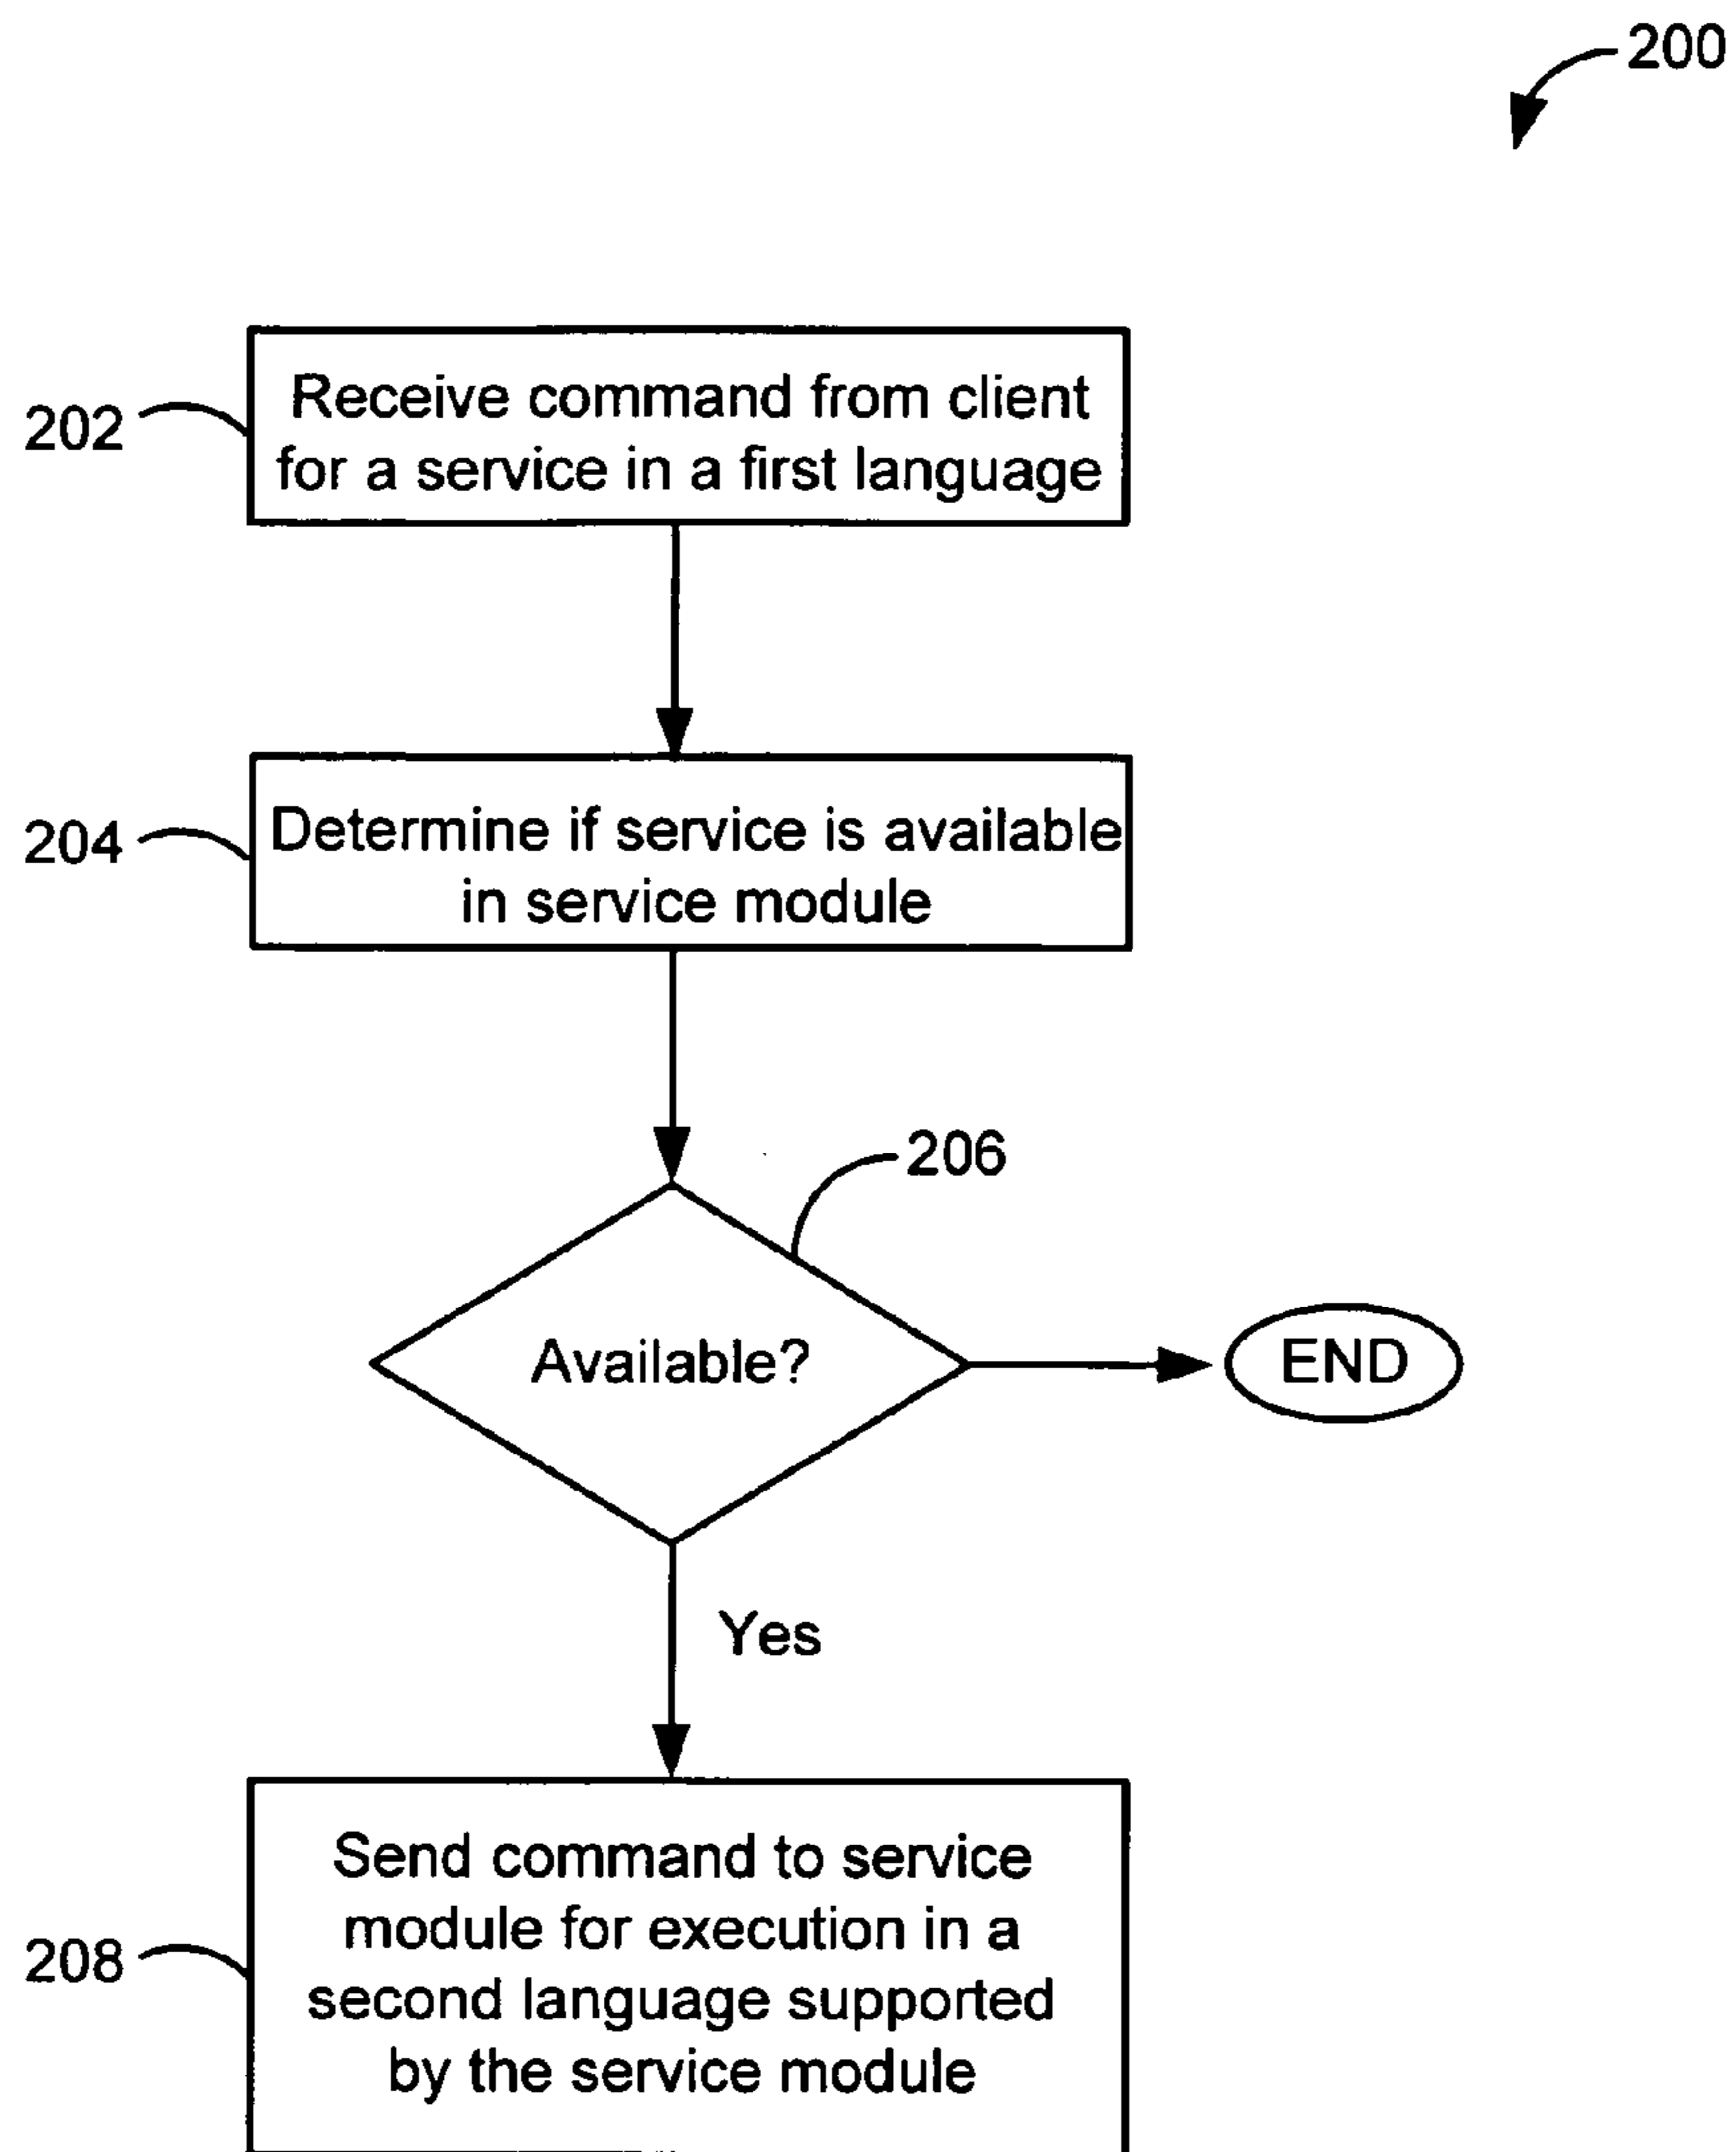 200
202
Receive command from client
for a service in a first language
204
Determine if service is available
in service module
206
Available?
END
Yes
208
Send command to service
module for execution in a
second language supported
by the service module